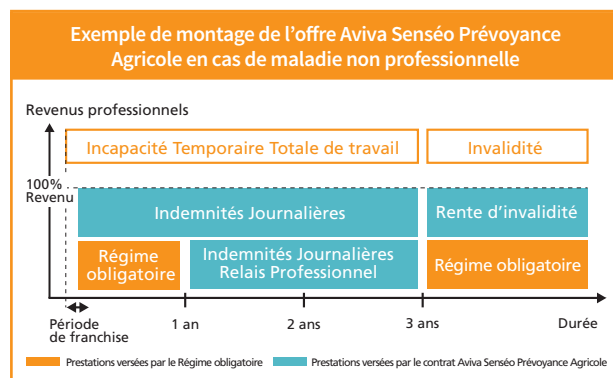 Exemple de montage de l'offre Aviva Senséo Prévoyance
Agricole en cas de maladie non professionnelle
Revenus professionnels
Incapacité Temporaire Totale de travail
Invalidité
100%
Revenu
Indemnités Journalières
Rente d'invalidité
Régime
obligatoire
Indemnités Journalières
Relais Professionnel
Régime obligatoire
Période
de franchise
1 an
2 ans
3 ans
Durée
Prestations versées par le Régime obligatoire
Prestations versées par le contrat Aviva Senséo Prévoyance Agricole